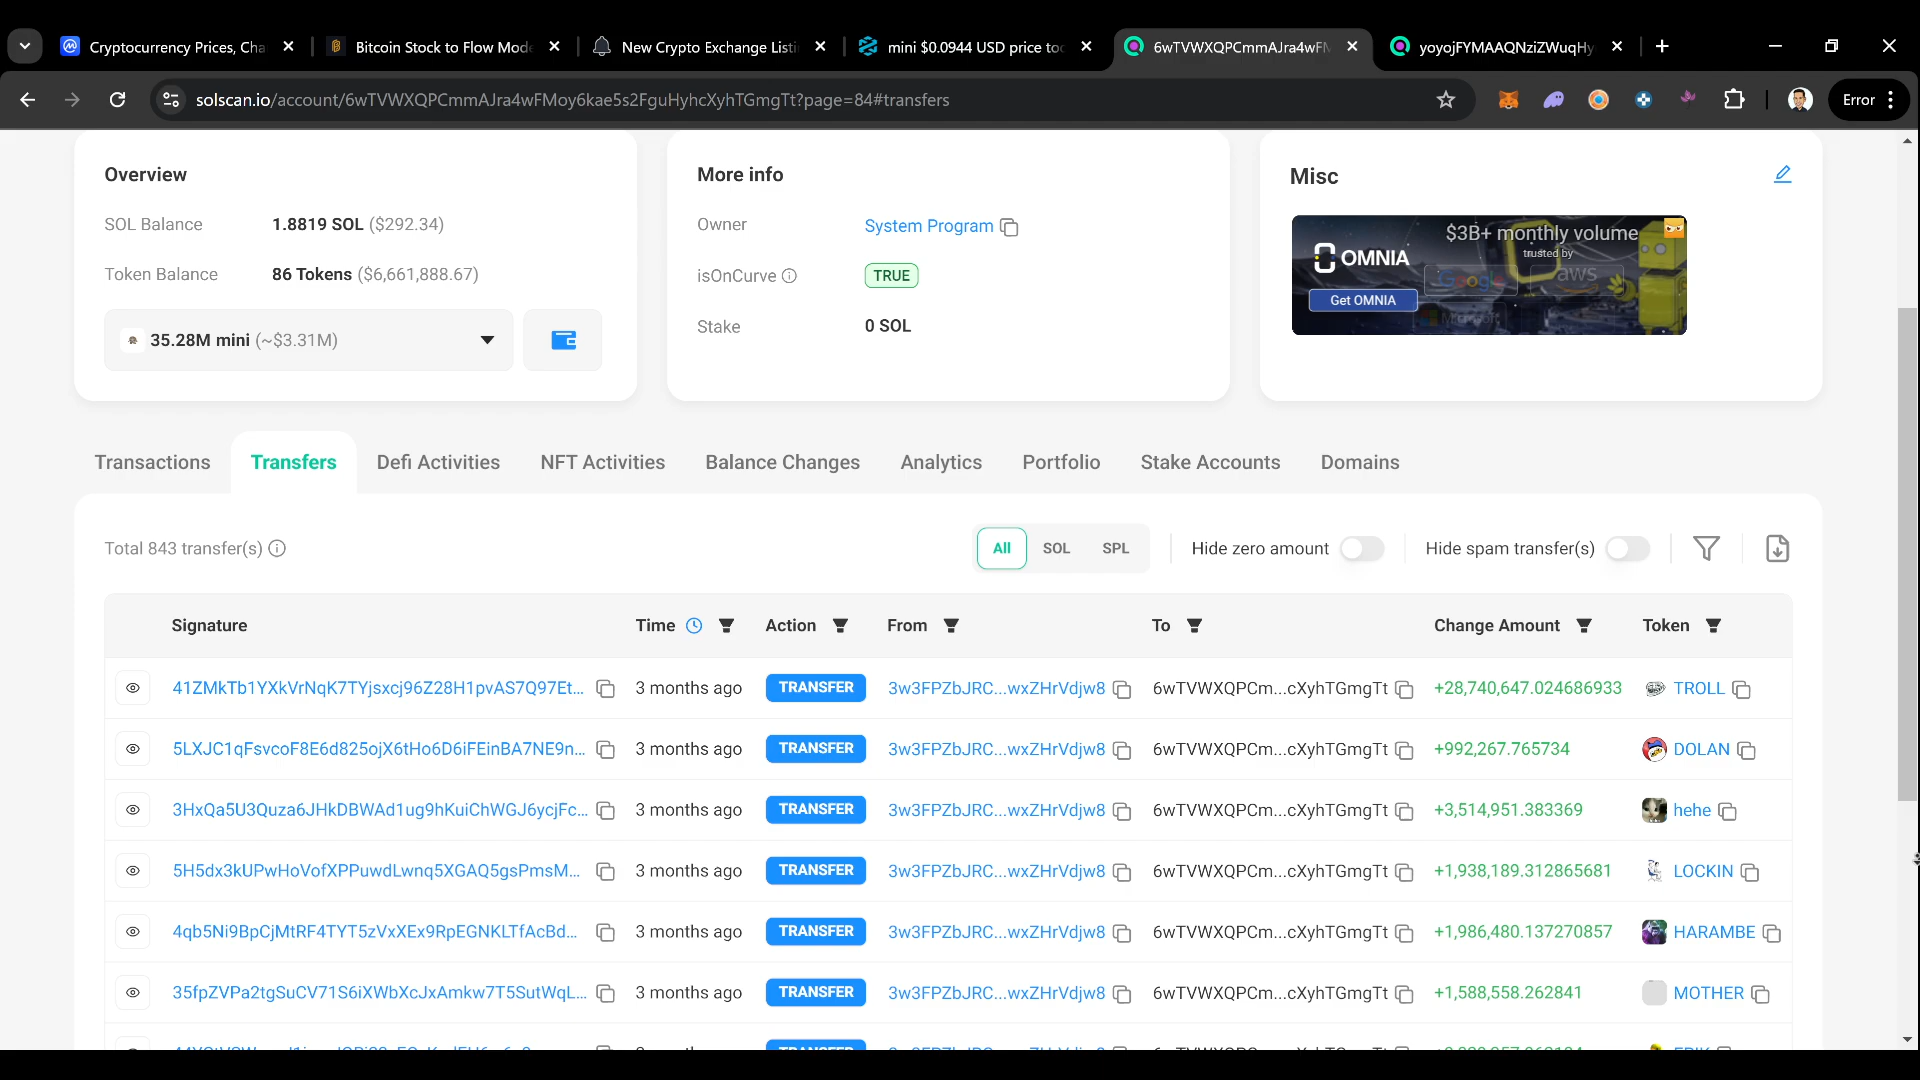 Cryptocurrency Prices, Cha
Bitcoin Stock to Flow Mode
New Crypto Exchange Listi
mini $0.0944 USD price tod
6wTVWXQPCmmAJra4wFM
yoyojFYMAAQNziZWuqHy
solscan.io/account/6wTVWXQPCmmAJra4wFMoy6kae5s2FguHyhcXyhTGmgTt?page=84#transfers
Error
Overview
SOL Balance 1.8819 SOL ($292.34)
Token Balance 86 Tokens ($6,661,888.67)
35.28M mini (~$3.31M)
More info
Owner System Program
isOnCurve TRUE
Stake 0 SOL
Misc
$3B+ monthly volume
trusted by
OMNIA
Google
aws
Get OMNIA
Microsoft
Transactions Transfers Defi Activities NFT Activities Balance Changes Analytics Portfolio Stake Accounts Domains
Total 843 transfer(s) All SOL SPL Hide zero amount Hide spam transfer(s)
Signature Time Action From To Change Amount Token
41ZMkTb1YXkVrNqK7TYjsxcj96Z28H1pvAS7Q97Et... 3 months ago TRANSFER 3w3FPZbJRC...wxZHrVdjw8 6wTVWXQPCm...cXyhTGmgTt +28,740,647.024686933 TROLL
5LXJC1qFsvcoF8E6d825ojX6tHo6D6iFEinBA7NE9n... 3 months ago TRANSFER 3w3FPZbJRC...wxZHrVdjw8 6wTVWXQPCm...cXyhTGmgTt +992,267.765734 DOLAN
3HxQa5U3Quza6JHkDBWAd1ug9hKuiChWGJ6ycjFc... 3 months ago TRANSFER 3w3FPZbJRC...wxZHrVdjw8 6wTVWXQPCm...cXyhTGmgTt +3,514,951.383369 hehe
5H5dx3kUPwHoVofXPPuwdLwnq5XGAQ5gsPmsM... 3 months ago TRANSFER 3w3FPZbJRC...wxZHrVdjw8 6wTVWXQPCm...cXyhTGmgTt +1,938,189.312865681 LOCKIN
4qb5Ni9BpCjMtRF4TYT5zVxXEx9RpEGNKLTfAcBd... 3 months ago TRANSFER 3w3FPZbJRC...wxZHrVdjw8 6wTVWXQPCm...cXyhTGmgTt +1,986,480.137270857 HARAMBE
35fpZVPa2tgSuCV71S6iXWbXcJxAmkw7T5SutWqL... 3 months ago TRANSFER 3w3FPZbJRC...wxZHrVdjw8 6wTVWXQPCm...cXyhTGmgTt +1,588,558.262841 MOTHER
TRANSFER